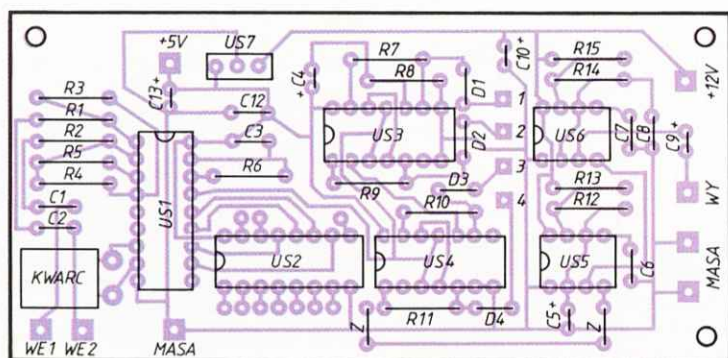 +5V
US7
+12V
R3
R1
R2
R5
R4
C1
C2
C13+
C12
C3
R6
US1
KWARC
WE1
WE2
MASA
US2
+C4
R7
R8
US3
R9
R10
D1
D2
D3
1
2
3
4
US4
R11
D4
Z
C10+
R15
R14
US6
C7
C8
C9+
R13
R12
US5
C6
C5+
Z
WY
MASA